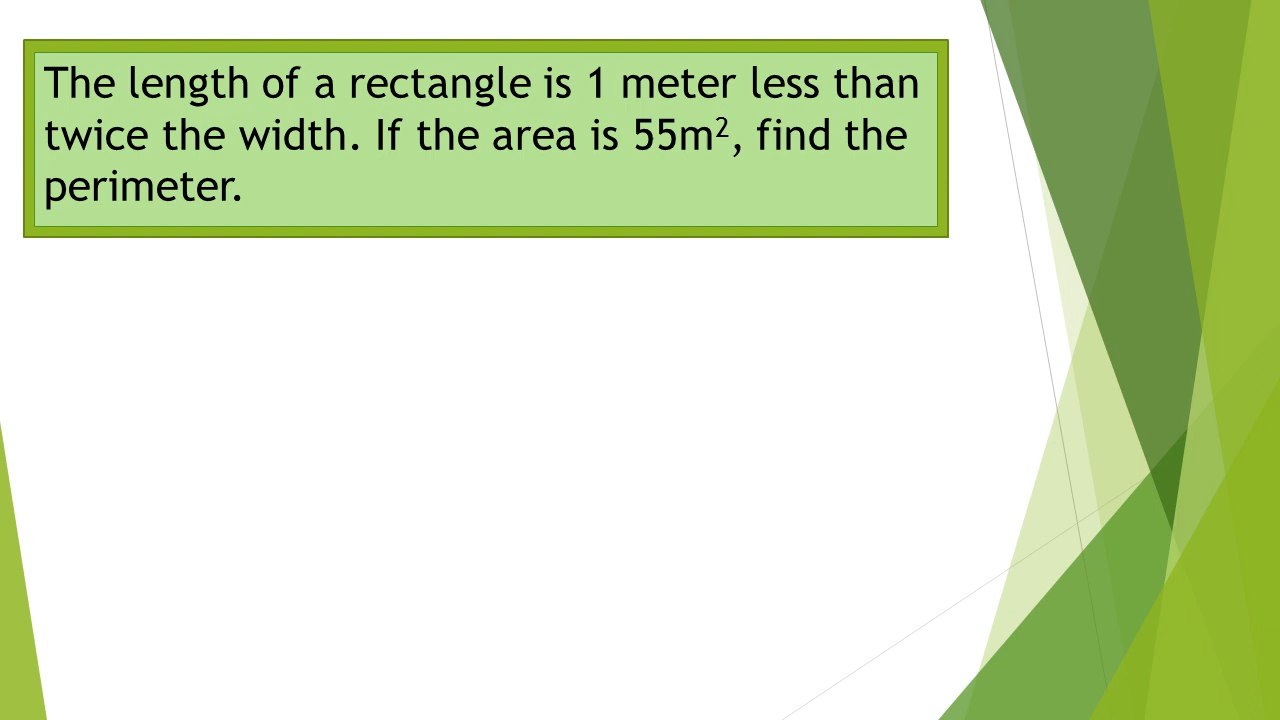 The length of a rectangle is 1 meter less than
twice the width. If the area is 55m², find the
perimeter.